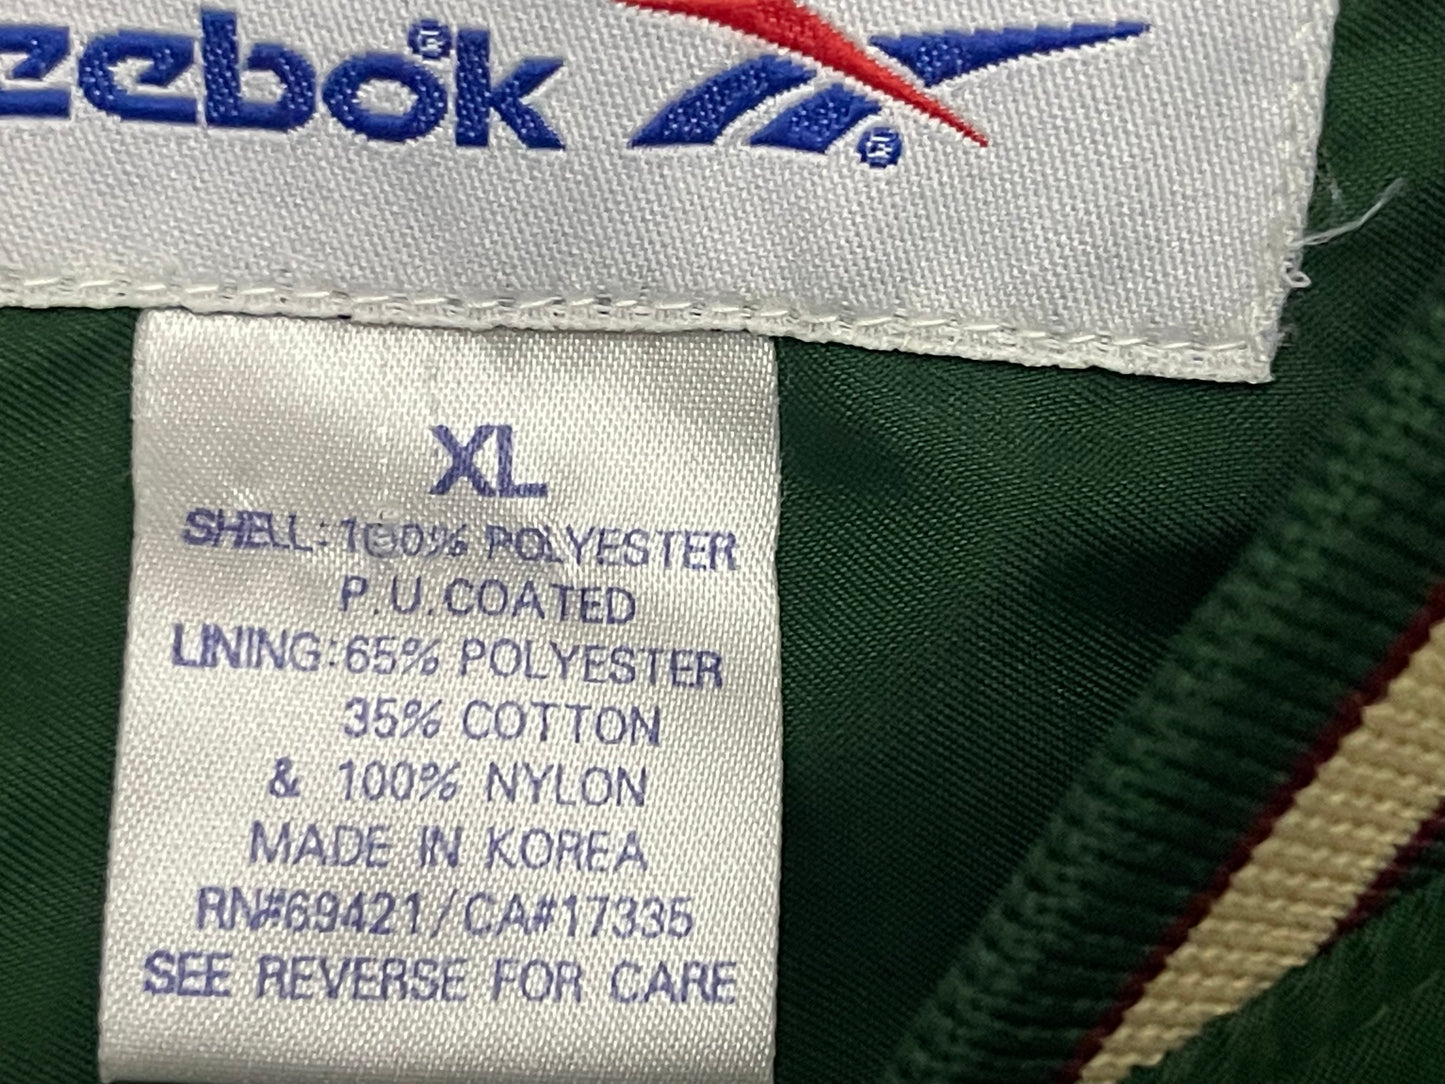 eebok
XL
SHELL: 100% POLYESTER
P.U.COATED
LINING:65% POLYESTER
35% COTTON
& 100% NYLON
MADE IN KOREA
RN#69421/CA#17335
SEE REVERSE FOR CARE